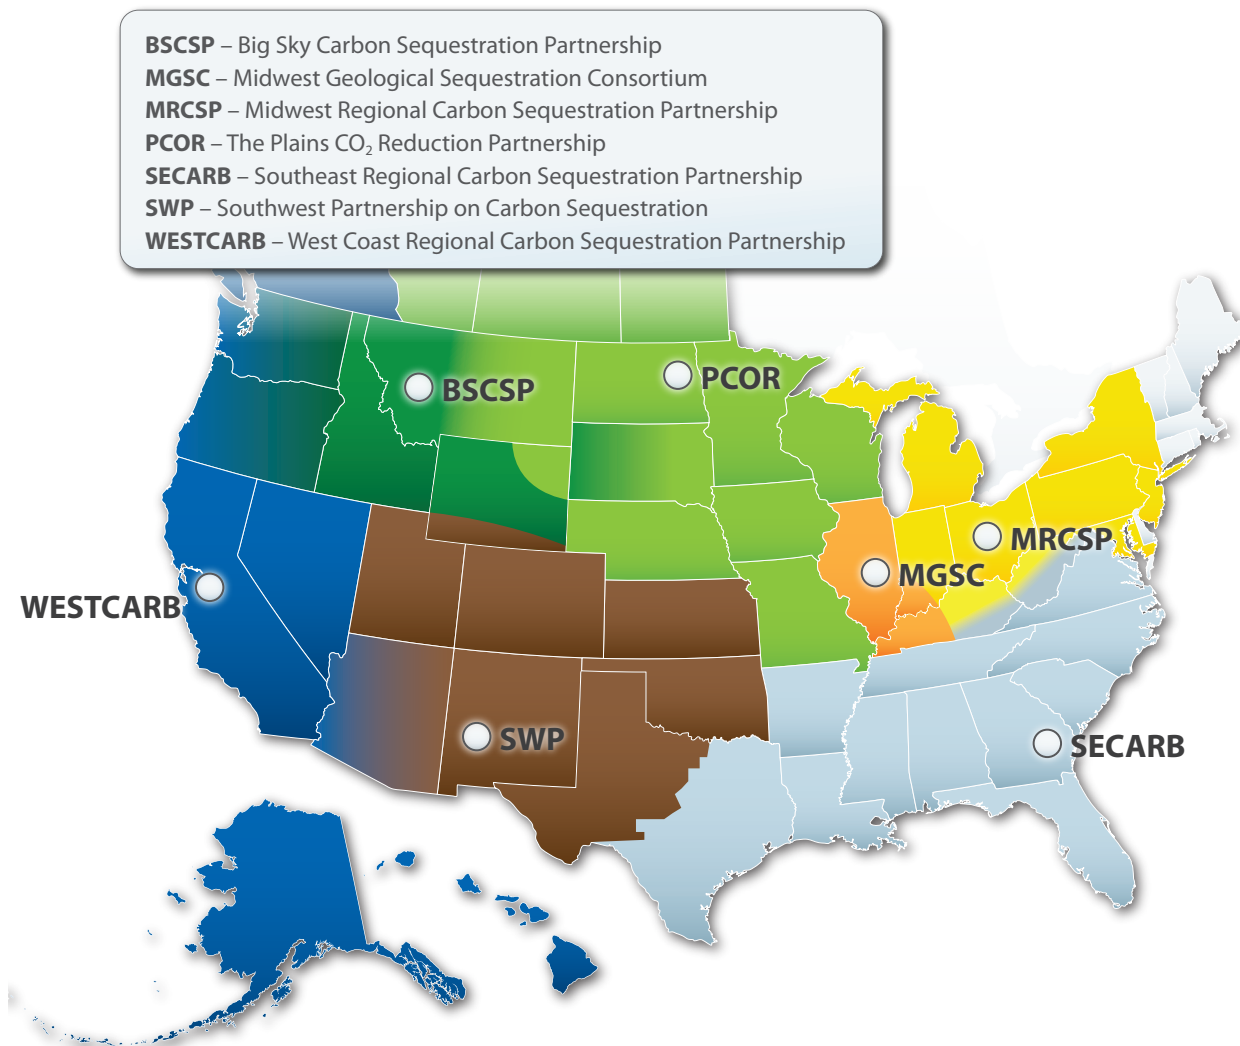 BSCSP – Big Sky Carbon Sequestration Partnership
MGSC – Midwest Geological Sequestration Consortium
MRCSP – Midwest Regional Carbon Sequestration Partnership
PCOR – The Plains CO₂ Reduction Partnership
SECARB – Southeast Regional Carbon Sequestration Partnership
SWP – Southwest Partnership on Carbon Sequestration
WESTCARB – West Coast Regional Carbon Sequestration Partnership
PCOR
BSCSP
MRCSP
MGSC
WESTCARB
SWP
SECARB